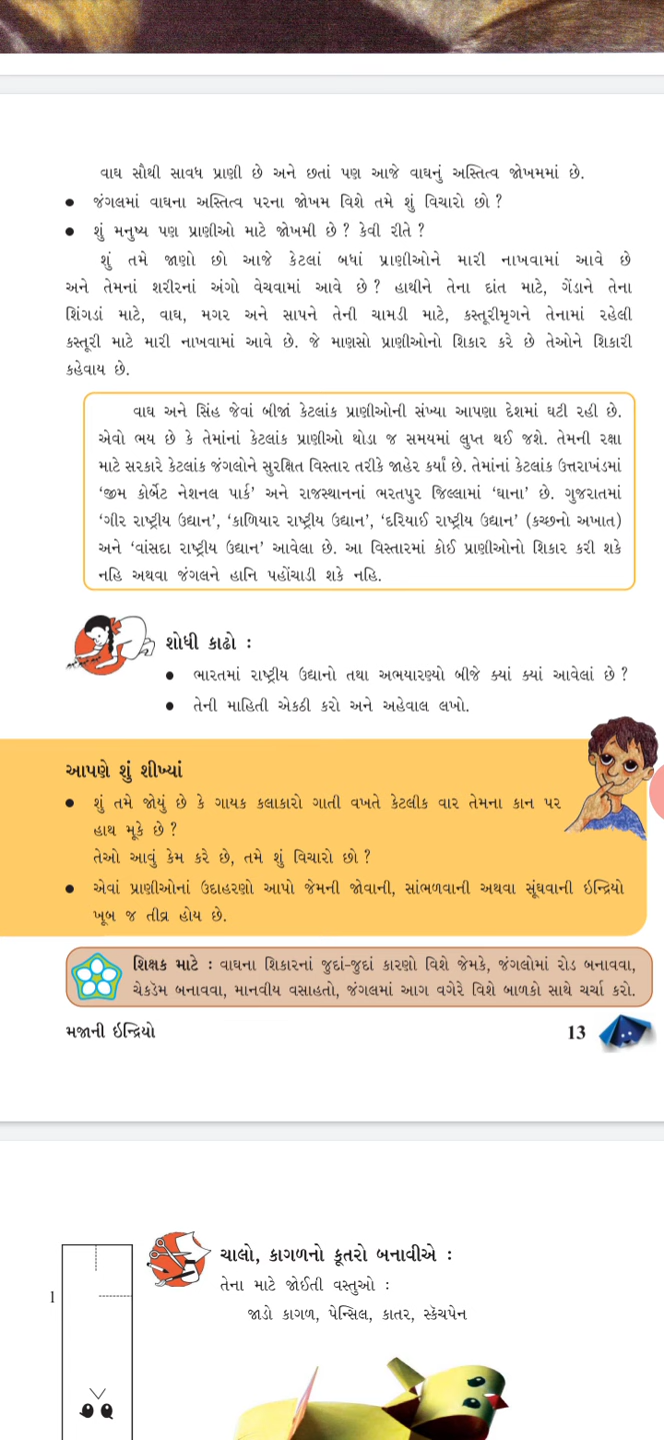 વાઘ સૌથી સાવધ પ્રાણી છે અને છતાં પણ આજે વાઘનું અસ્તિત્વ જોખમમાં છે.
● જંગલમાં વાઘના અસ્તિત્વ પરના જોખમ વિશે તમે શું વિચારો છો ?
● શું મનુષ્ય પણ પ્રાણીઓ માટે જોખમી છે ? કેવી રીતે ?
શું તમે જાણો છો આજે કેટલાં બધાં પ્રાણીઓને મારી નાખવામાં આવે છે
અને તેમનાં શરીરનાં અંગો વેચવામાં આવે છે ? હાથીને તેના દાંત માટે, ગેંડાને તેના
શિંગડાં માટે, વાઘ, મગર અને સાપને તેની ચામડી માટે, કસ્તૂરીમૃગને તેનામાં રહેલી
કસ્તૂરી માટે મારી નાખવામાં આવે છે. જે માણસો પ્રાણીઓનો શિકાર કરે છે તેઓને શિકારી
કહેવાય છે.
વાઘ અને સિંહ જેવાં બીજાં કેટલાંક પ્રાણીઓની સંખ્યા આપણા દેશમાં ઘટી રહી છે.
એવો ભય છે કે તેમાંનાં કેટલાંક પ્રાણીઓ થોડા જ સમયમાં લુપ્ત થઈ જશે. તેમની રક્ષા
માટે સરકારે કેટલાંક જંગલોને સુરક્ષિત વિસ્તાર તરીકે જાહેર કર્યાં છે. તેમાંનાં કેટલાંક ઉત્તરાખંડમાં
‘જીમ કોર્બેટ નેશનલ પાર્ક’ અને રાજસ્થાનનાં ભરતપુર જિલ્લામાં ‘ઘાના’ છે. ગુજરાતમાં
‘ગીર રાષ્ટ્રીય ઉદ્યાન’, ‘કાળિયાર રાષ્ટ્રીય ઉદ્યાન’, ‘દરિયાઈ રાષ્ટ્રીય ઉદ્યાન’ (કચ્છનો અખાત)
અને ‘વાંસદા રાષ્ટ્રીય ઉદ્યાન’ આવેલા છે. આ વિસ્તારમાં કોઈ પ્રાણીઓનો શિકાર કરી શકે
નહિ અથવા જંગલને હાનિ પહોંચાડી શકે નહિ.
શોધી કાઢો :
● ભારતમાં રાષ્ટ્રીય ઉદ્યાનો તથા અભયારણ્યો બીજે ક્યાં ક્યાં આવેલાં છે ?
● તેની માહિતી એકઠી કરો અને અહેવાલ લખો.
આપણે શું શીખ્યાં
● શું તમે જોયું છે કે ગાયક કલાકારો ગાતી વખતે કેટલીક વાર તેમના કાન પર
હાથ મૂકે છે ?
તેઓ આવું કેમ કરે છે, તમે શું વિચારો છો ?
● એવાં પ્રાણીઓનાં ઉદાહરણો આપો જેમની જોવાની, સાંભળવાની અથવા સૂંઘવાની ઇન્દ્રિયો
ખૂબ જ તીવ્ર હોય છે.
શિક્ષક માટે : વાઘના શિકારનાં જુદાં-જુદાં કારણો વિશે જેમકે, જંગલોમાં રોડ બનાવવા,
ચેકડેમ બનાવવા, માનવીય વસાહતો, જંગલમાં આગ વગેરે વિશે બાળકો સાથે ચર્ચા કરો.
મજાની ઇન્દ્રિયો 13
ચાલો, કાગળનો કૂતરો બનાવીએ :
તેના માટે જોઈતી વસ્તુઓ :
જાડો કાગળ, પેન્સિલ, કાતર, સ્કૅચપેન
1